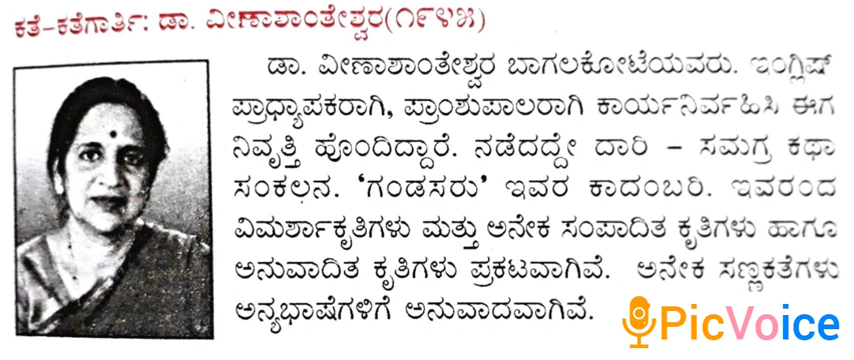 ಕತೆ-ಕತೆಗಾರ್ತಿ: ಡಾ. ವೀಣಾಶಾಂತೇಶ್ವರ(೧೯೪೫)
ಡಾ. ವೀಣಾಶಾಂತೇಶ್ವರ ಬಾಗಲಕೋಟೆಯವರು. ಇಂಗ್ಲಿಷ್
ಪ್ರಾಧ್ಯಾಪಕರಾಗಿ, ಪ್ರಾಂಶುಪಾಲರಾಗಿ ಕಾರ್ಯನಿರ್ವಹಿಸಿ ಈಗ
ನಿವೃತ್ತಿ ಹೊಂದಿದ್ದಾರೆ. ನಡೆದದ್ದೇ ದಾರಿ – ಸಮಗ್ರ ಕಥಾ
ಸಂಕಲನ. ‘ಗಂಡಸರು’ ಇವರ ಕಾದಂಬರಿ. ಇವರಂದ
ವಿಮರ್ಶಾಕೃತಿಗಳು ಮತ್ತು ಅನೇಕ ಸಂಪಾದಿತ ಕೃತಿಗಳು ಹಾಗೂ
ಅನುವಾದಿತ ಕೃತಿಗಳು ಪ್ರಕಟವಾಗಿವೆ. ಅನೇಕ ಸಣ್ಣಕತೆಗಳು
ಅನ್ಯಭಾಷೆಗಳಿಗೆ ಅನುವಾದವಾಗಿವೆ.
PicVoice